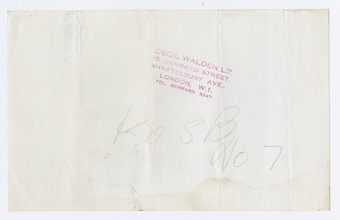 CECIL WALDEN LTD
GERRARD STREET,
SHAFTESBURY AVE.,
LONDON, W.1.
TEL. GERRARD
KOSB
No 7